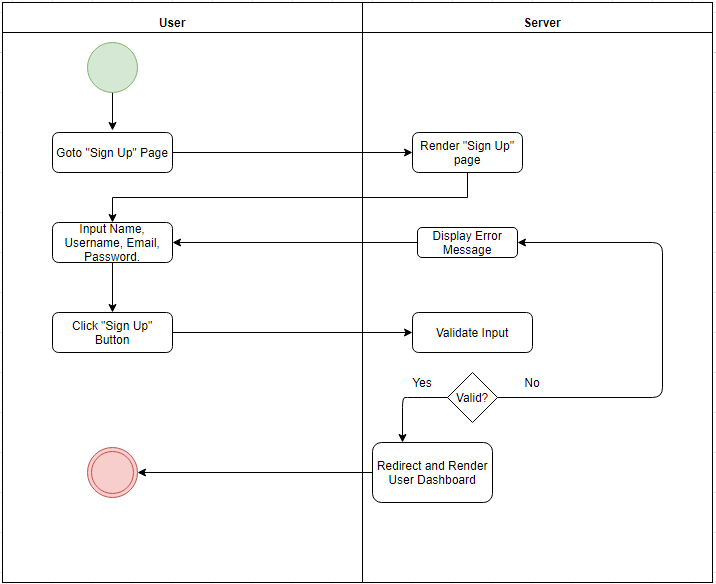 User
Server
Goto "Sign Up" Page
Render "Sign Up"
page
Input Name,
Username, Email,
Password.
Display Error
Message
Click "Sign Up"
Button
Validate Input
Yes
Valid?
No
Redirect and Render
User Dashboard